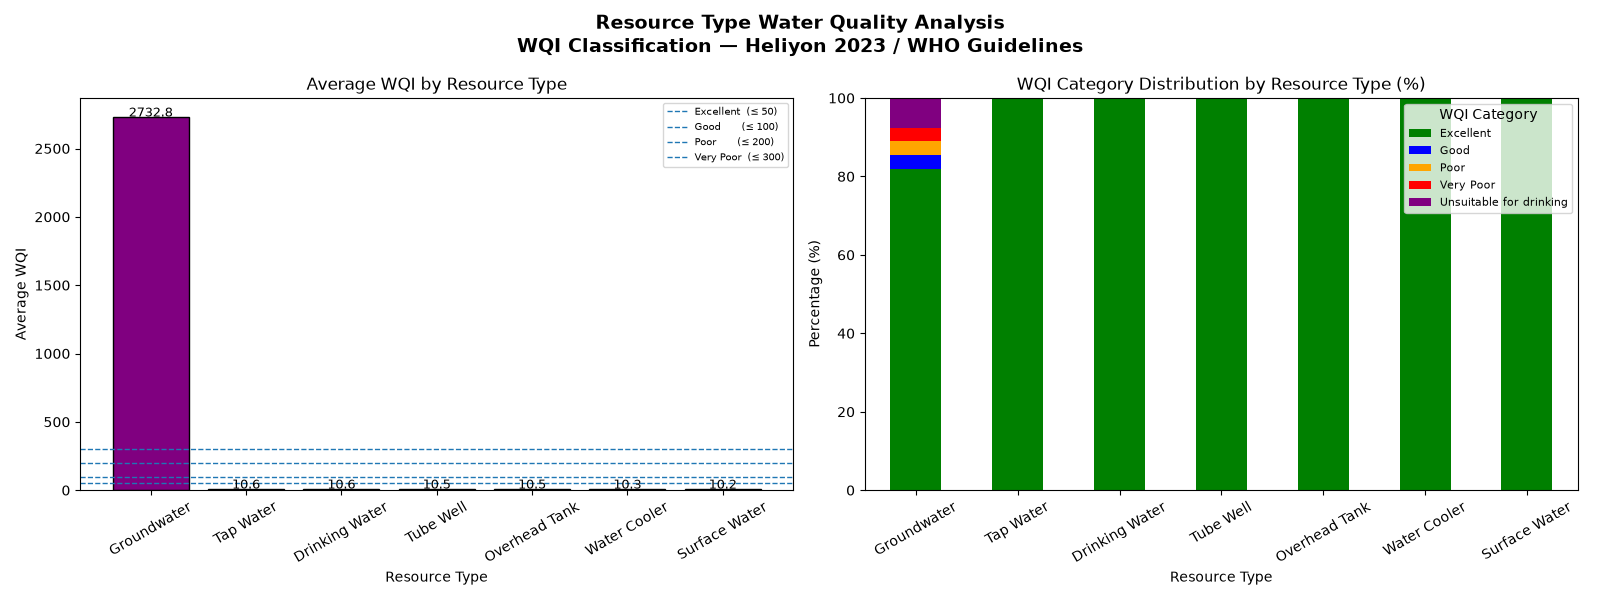 Resource Type Water Quality Analysis
WQI Classification — Heliyon 2023 / WHO Guidelines
Average WQI by Resource Type
2732.8
10.6
10.6
10.5
10.5
10.3
10.2
Excellent (≤ 50)
Good (≤ 100)
Poor (≤ 200)
Very Poor (≤ 300)
Average WQI
2500
2000
1500
1000
500
0
Groundwater
Tap Water
Drinking Water
Tube Well
Overhead Tank
Water Cooler
Surface Water
Resource Type
WQI Category Distribution by Resource Type (%)
WQI Category
Excellent
Good
Poor
Very Poor
Unsuitable for drinking
Percentage (%)
100
80
60
40
20
0
Groundwater
Tap Water
Drinking Water
Tube Well
Overhead Tank
Water Cooler
Surface Water
Resource Type